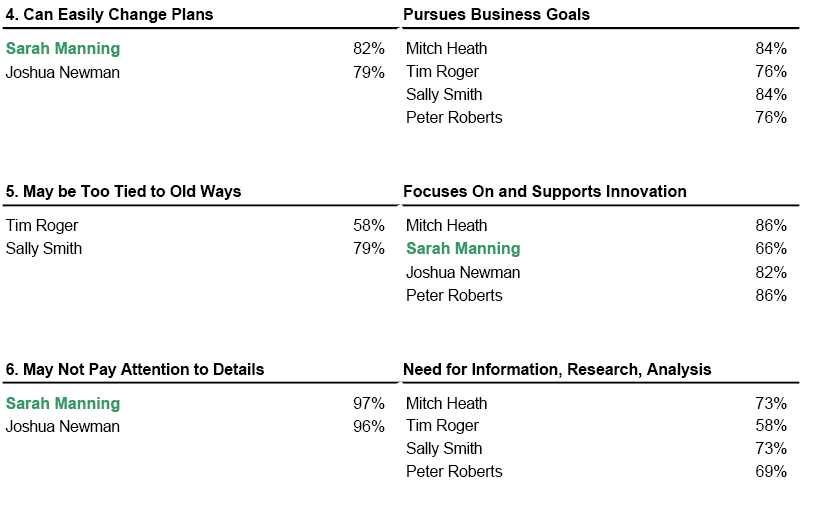 4. Can Easily Change Plans Pursues Business Goals
Sarah Manning 82% Mitch Heath 84%
Joshua Newman 79% Tim Roger 76%
Sally Smith 84%
Peter Roberts 76%
5. May be Too Tied to Old Ways Focuses On and Supports Innovation
Tim Roger 58% Mitch Heath 86%
Sally Smith 79% Sarah Manning 66%
Joshua Newman 82%
Peter Roberts 86%
6. May Not Pay Attention to Details Need for Information, Research, Analysis
Sarah Manning 97% Mitch Heath 73%
Joshua Newman 96% Tim Roger 58%
Sally Smith 73%
Peter Roberts 69%